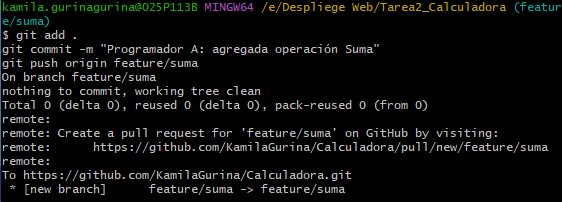 kamila.gurinagurina@O25P113B MINGW64 /e/Despliege Web/Tarea2_Calculadora (featur
e/suma)
$ git add .
git commit -m "Programador A: agregada operación Suma"
git push origin feature/suma
On branch feature/suma
nothing to commit, working tree clean
Total 0 (delta 0), reused 0 (delta 0), pack-reused 0 (from 0)
remote:
remote: Create a pull request for 'feature/suma' on GitHub by visiting:
remote:      https://github.com/KamilaGurina/Calculadora/pull/new/feature/suma
remote:
To https://github.com/KamilaGurina/Calculadora.git
 * [new branch]      feature/suma -> feature/suma